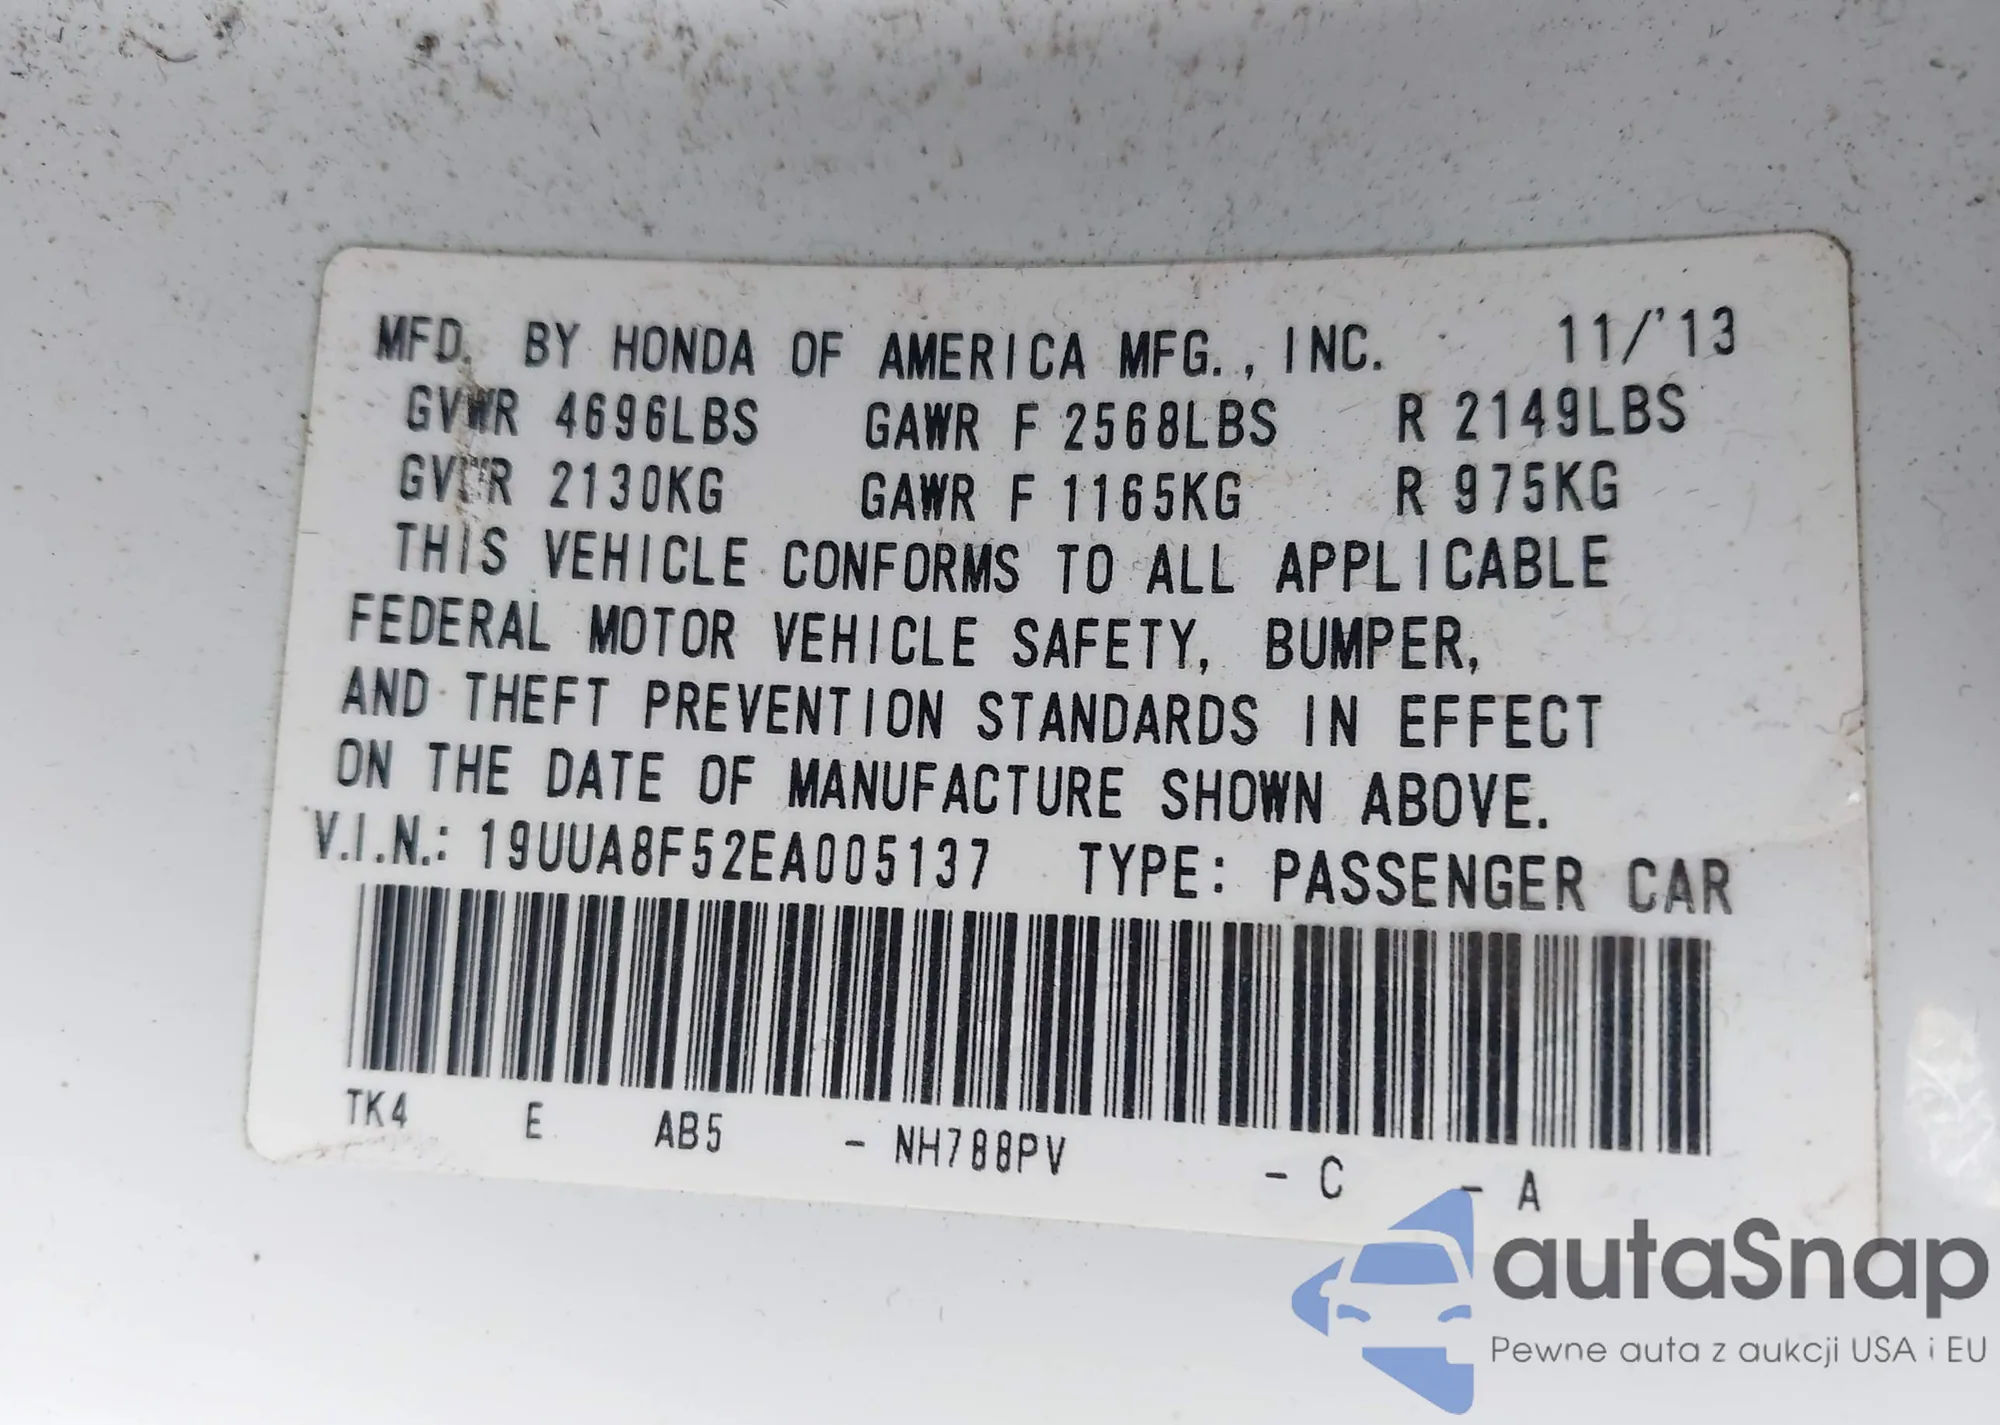 MFD. BY HONDA OF AMERICA MFG., INC. 11/'13
GVWR 4696LBS GAWR F 2568LBS R 2149LBS
GVWR 2130KG GAWR F 1165KG R 975KG
THIS VEHICLE CONFORMS TO ALL APPLICABLE
FEDERAL MOTOR VEHICLE SAFETY, BUMPER,
AND THEFT PREVENTION STANDARDS IN EFFECT
ON THE DATE OF MANUFACTURE SHOWN ABOVE.
V.I.N.: 19UUA8F52EA005137 TYPE: PASSENGER CAR
TK4 E AB5 - NH788PV - C - A
autaSnap
Pewne auta z aukcji USA i EU